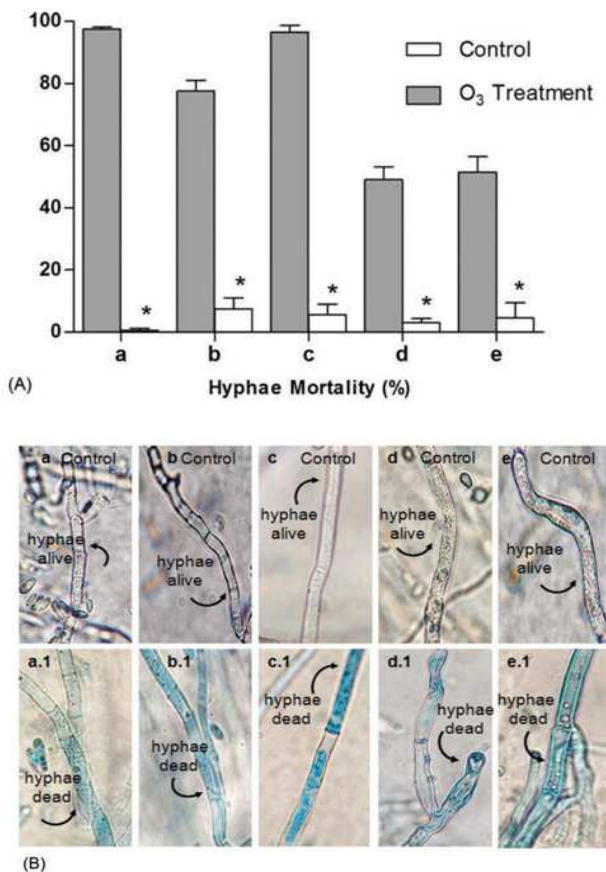 100
80
60
40
20
0
Control
O₃ Treatment
* * * * *
a b c d e
Hyphae Mortality (%)
(A)
a Control
b Control
c Control
d Control
e Control
hyphae
alive
hyphae
alive
hyphae
alive
hyphae
alive
hyphae
alive
a.1
b.1
c.1
d.1
e.1
hyphae
dead
hyphae
dead
hyphae
dead
hyphae
dead
hyphae
dead
(B)